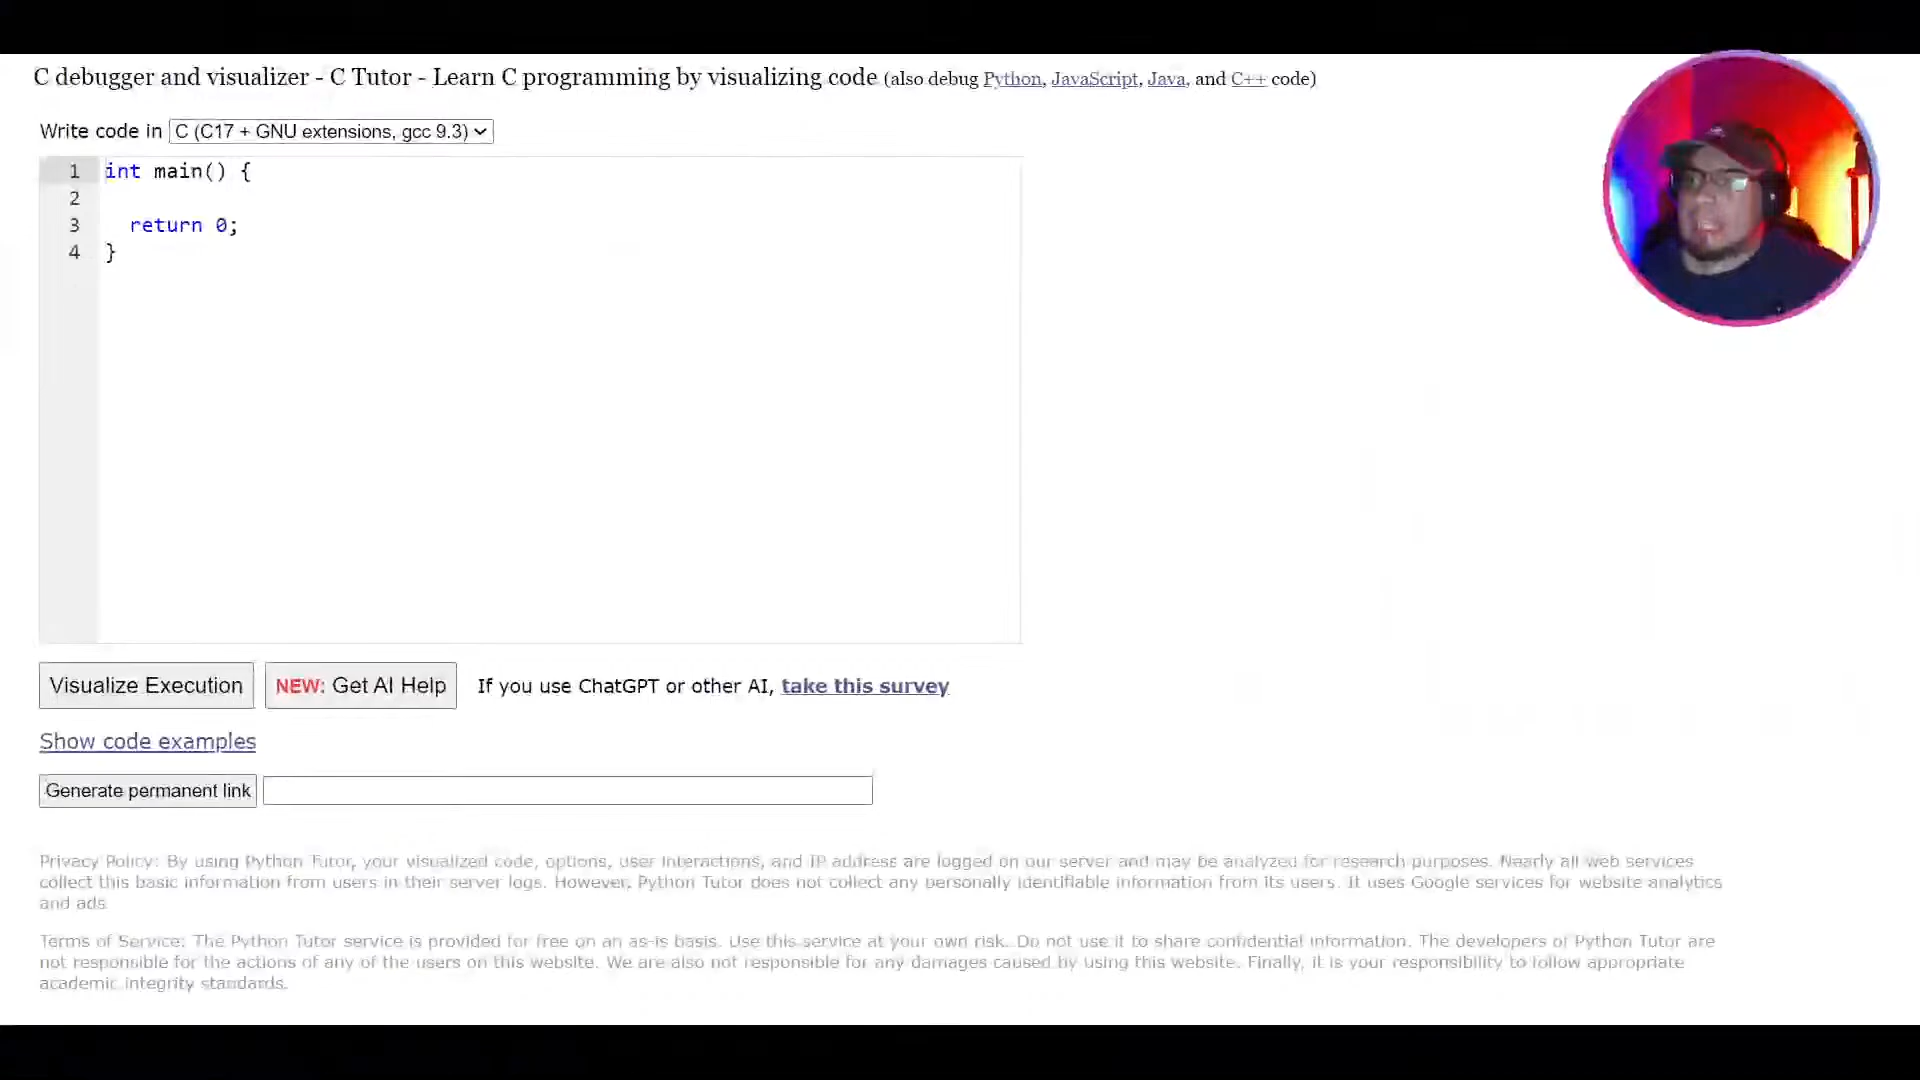 C debugger and visualizer - C Tutor - Learn C programming by visualizing code (also debug Python, JavaScript, Java, and C++ code)
Write code in C (C17 + GNU extensions, gcc 9.3)
1 int main() {
2
3 return 0;
4 }
Visualize Execution NEW: Get AI Help If you use ChatGPT or other AI, take this survey
Show code examples
Generate permanent link
Privacy Policy: By using Python Tutor, your visualized code, options, user interactions, and IP address are logged on our server and may be analyzed for research purposes. Nearly all web services
collect this basic information from users in their server logs. However, Python Tutor does not collect any personally identifiable information from its users. It uses Google services for website analytics
and ads.
Terms of Service: The Python Tutor service is provided for free on an as-is basis. Use this service at your own risk. Do not use it to share confidential information. The developers of Python Tutor are
not responsible for the actions of any of the users on this website. We are also not responsible for any damages caused by using this website. Finally, it is your responsibility to follow appropriate
academic integrity standards.